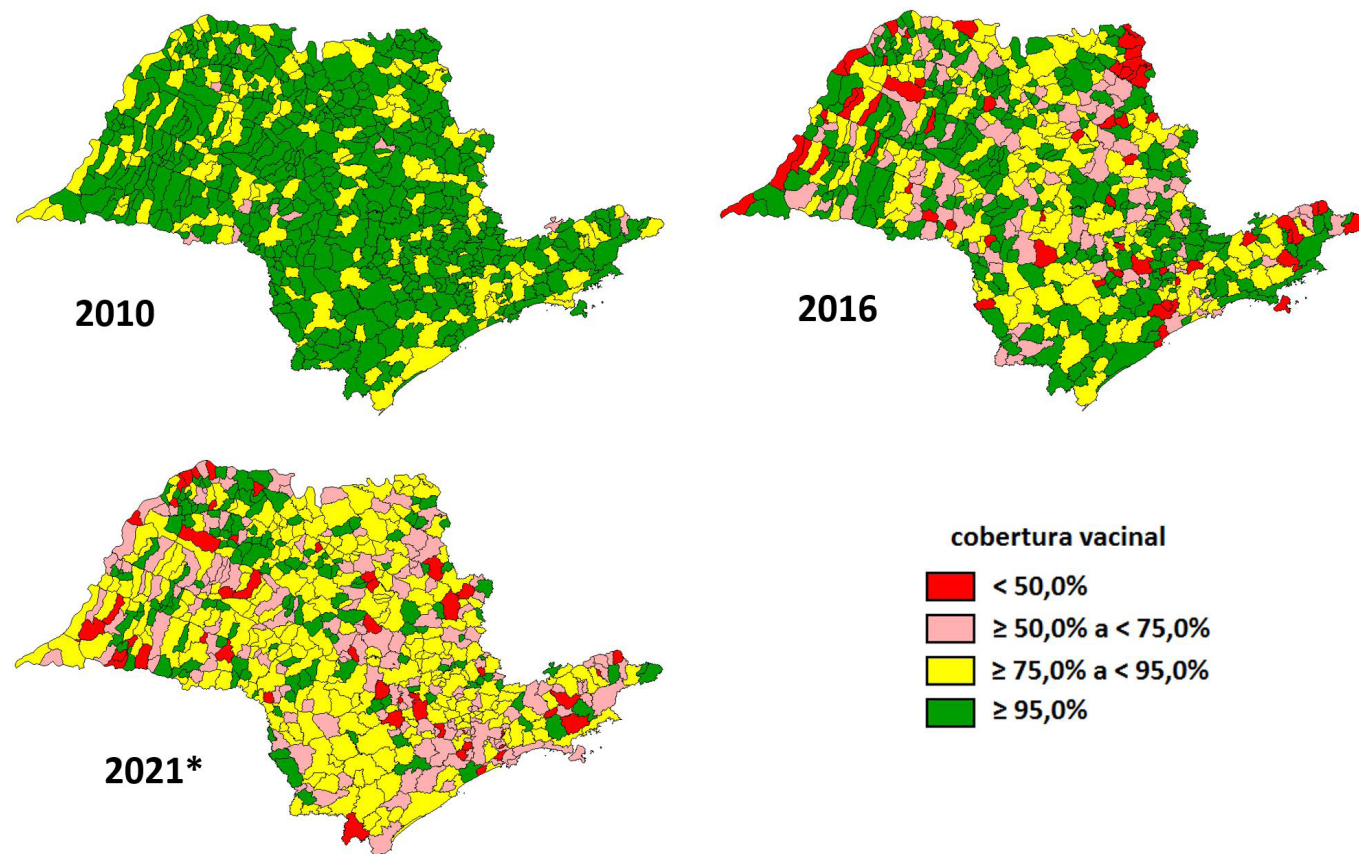 2010
2016
2021*
cobertura vacinal
< 50,0%
≥ 50,0% a < 75,0%
≥ 75,0% a < 95,0%
≥ 95,0%